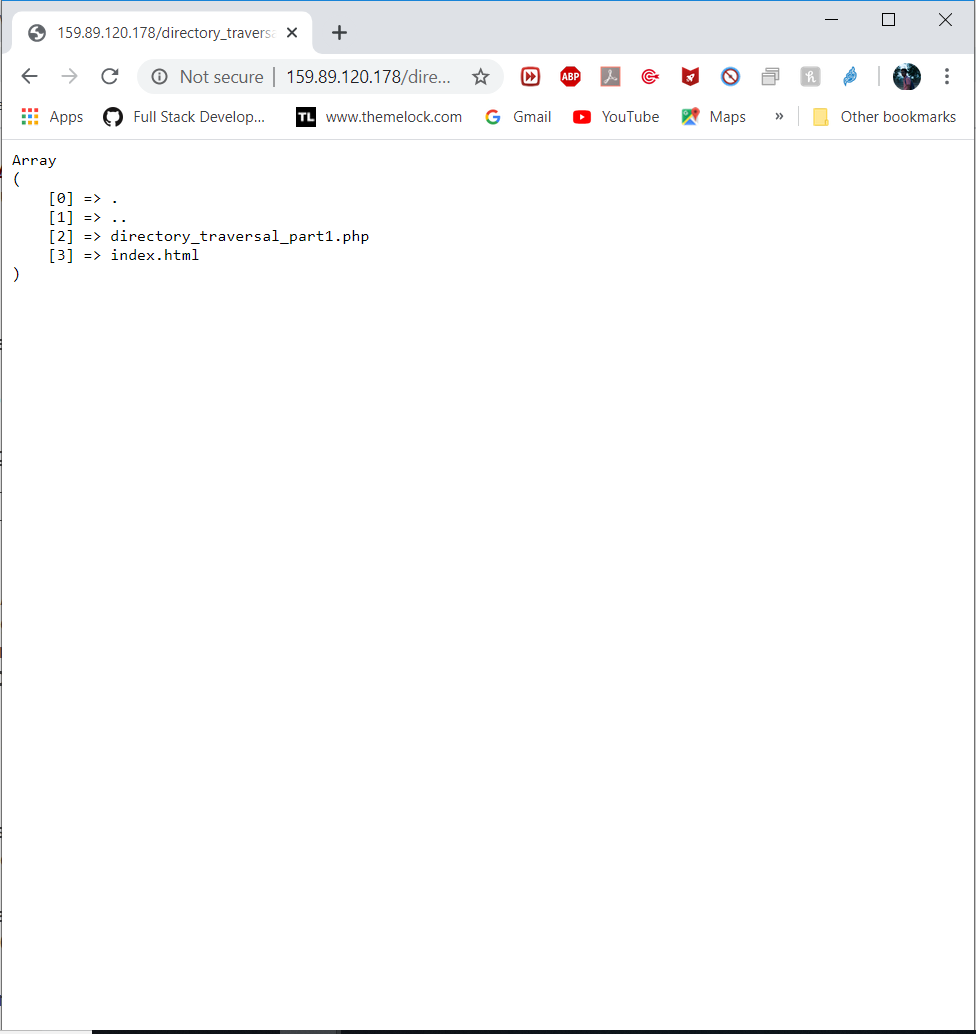 159.89.120.178/directory_travers
Not secure | 159.89.120.178/dire...
ABP
Apps
Full Stack Develop...
TL www.themelock.com
Gmail
YouTube
Maps
»
Other bookmarks
Array
(
[0] => .
[1] => ..
[2] => directory_traversal_part1.php
[3] => index.html
)